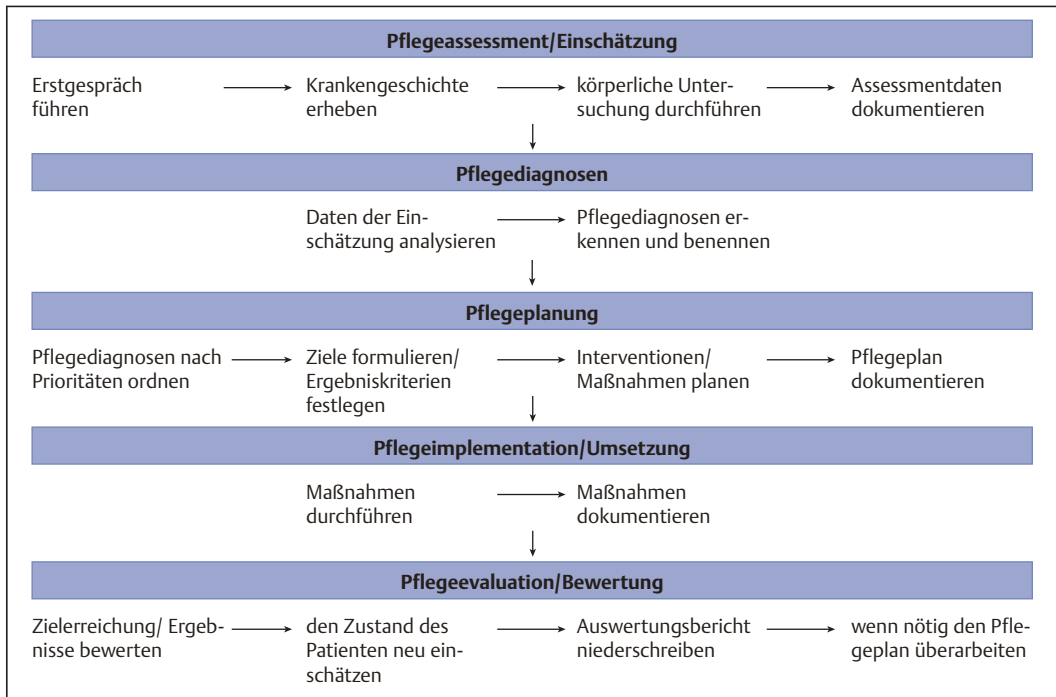 Pflegeassessment/Einschätzung
Erstgespräch
führen
Krankengeschichte
erheben
körperliche Unter-
suchung durchführen
Assessmentdaten
dokumentieren
Pflegediagnosen
Daten der Ein-
schätzung analysieren
Pflegediagnosen er-
kennen und benennen
Pflegeplanung
Pflegediagnosen nach
Prioritäten ordnen
Ziele formulieren/
Ergebniskriterien
festlegen
Interventionen/
Maßnahmen planen
Pflegeplan
dokumentieren
Pflegeimplementation/Umsetzung
Maßnahmen
durchführen
Maßnahmen
dokumentieren
Pflegeevaluation/Bewertung
Zielerreichung/ Ergeb-
nisse bewerten
den Zustand des
Patienten neu ein-
schätzen
Auswertungsbericht
niederschreiben
wenn nötig den Pfle-
geplan überarbeiten